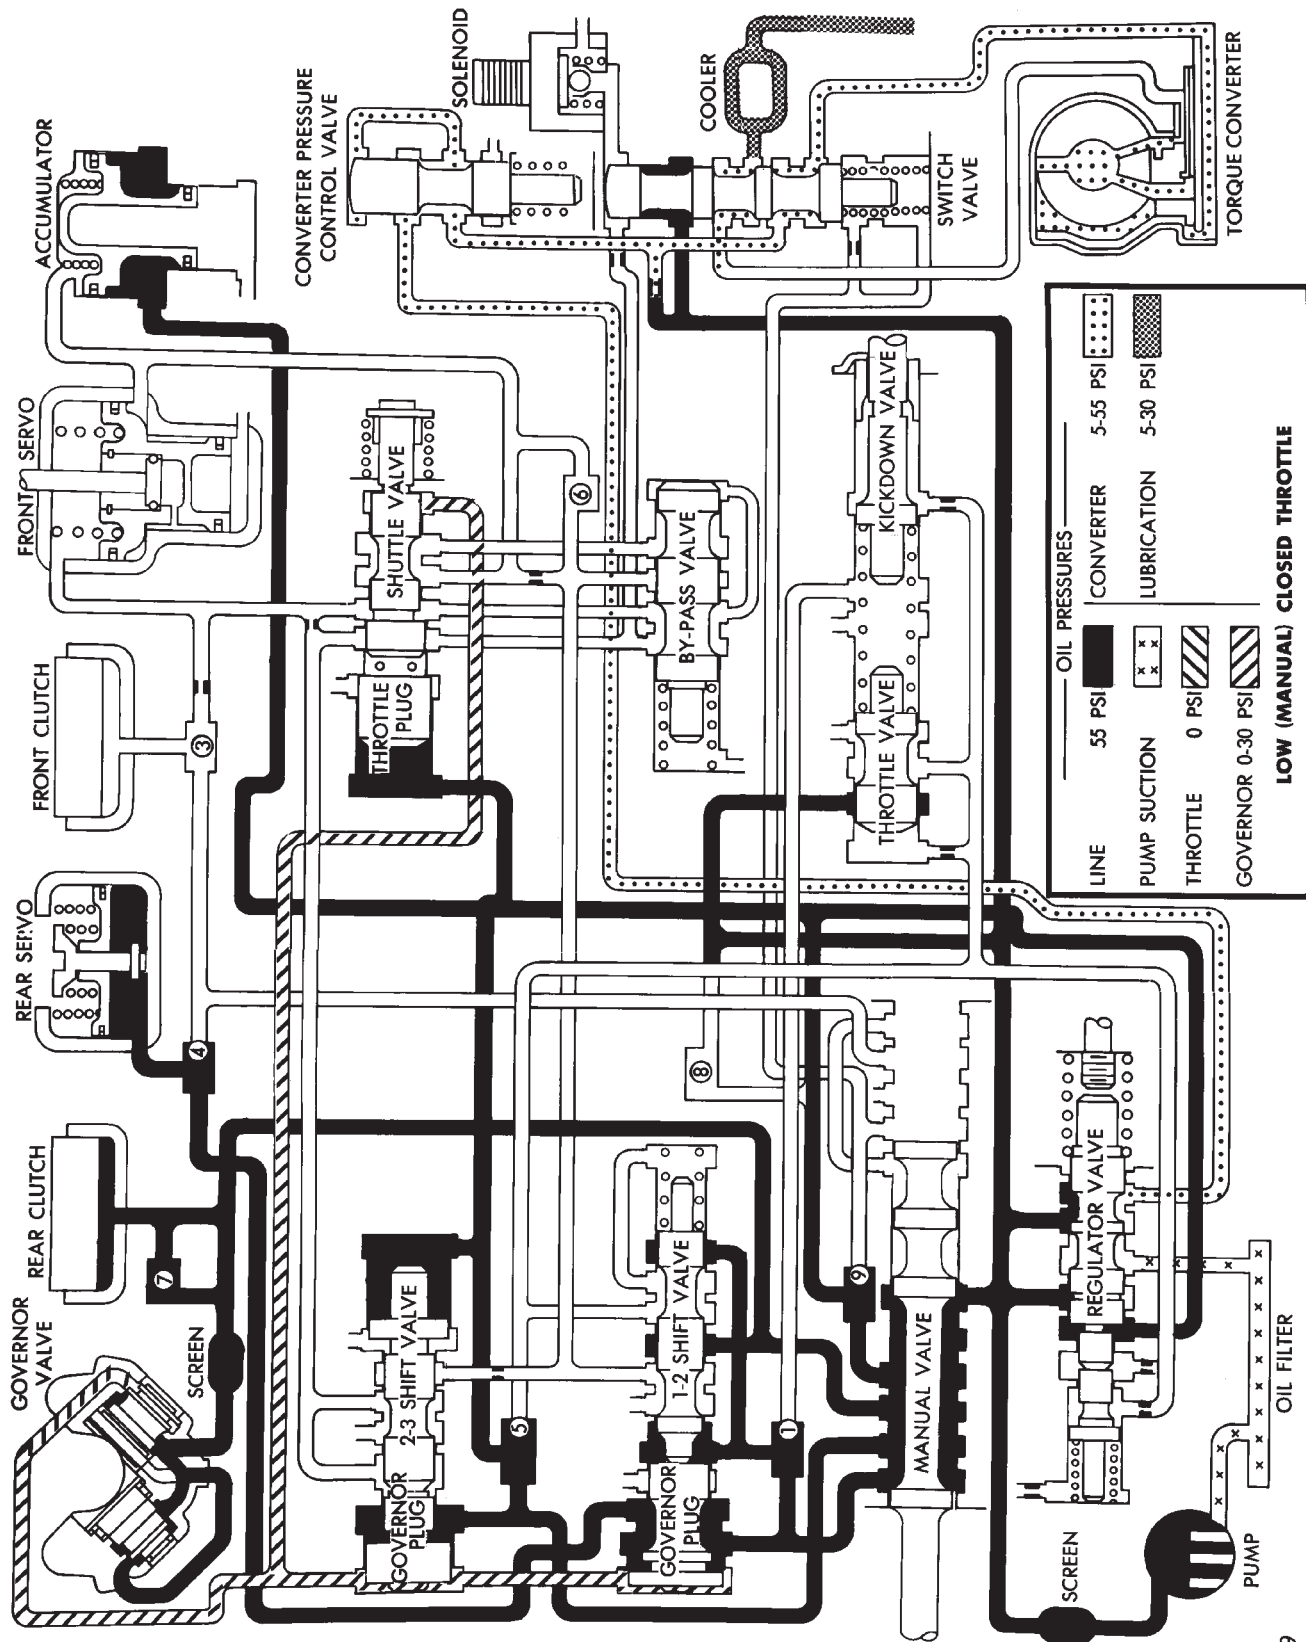 GOVERNOR
VALVE
REAR CLUTCH
REAR SERVO
FRONT CLUTCH
FRONT SERVO
ACCUMULATOR
SCREEN
7
4
3
CONVERTER PRESSURE
CONTROL VALVE
SOLENOID
GOVERNOR
PLUG
2-3 SHIFT VALVE
THROTTLE
PLUG
SHUTTLE VALVE
5
6
GOVERNOR
PLUG
1-2 SHIFT VALVE
8
BY-PASS VALVE
COOLER
1
9
THROTTLE VALVE
KICKDOWN VALVE
SWITCH
VALVE
MANUAL VALVE
REGULATOR VALVE
SCREEN
PUMP
OIL FILTER
TORQUE CONVERTER
OIL PRESSURES
LINE 55 PSI
CONVERTER 5-55 PSI
PUMP SUCTION
LUBRICATION 5-30 PSI
THROTTLE 0 PSI
GOVERNOR 0-30 PSI
LOW (MANUAL) CLOSED THROTTLE